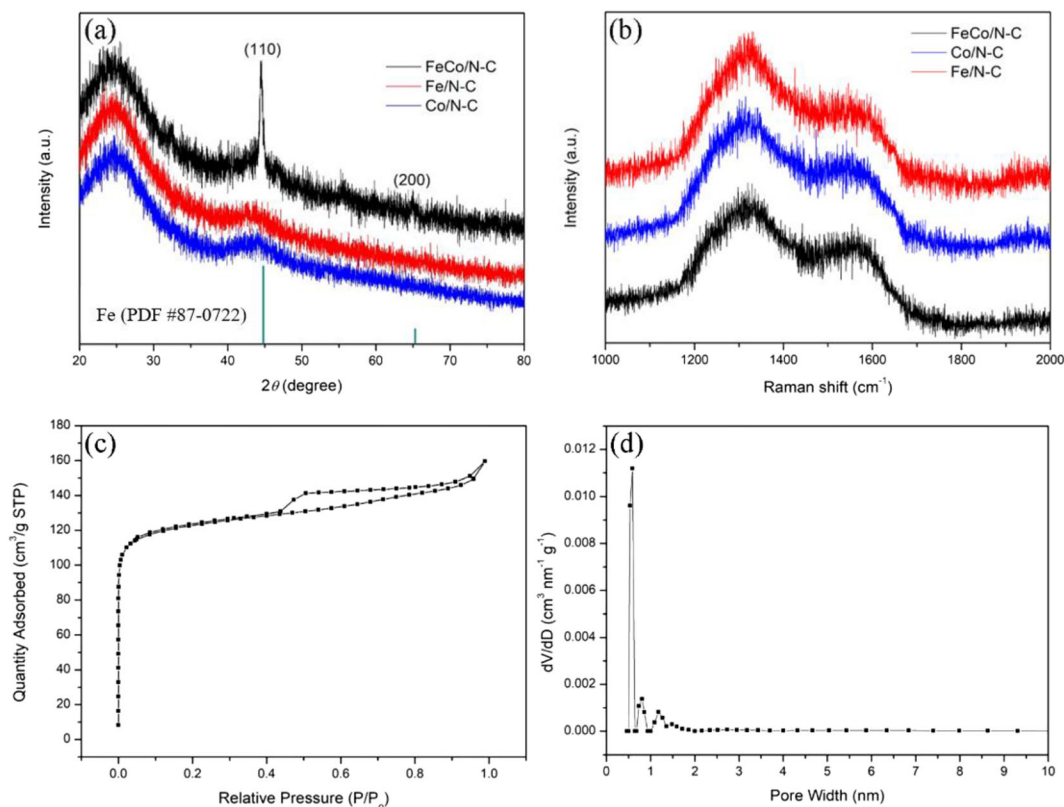 (a)
(110)
(200)
FeCo/N-C
Fe/N-C
Co/N-C
Fe (PDF #87-0722)
Intensity (a.u.)
20 30 40 50 60 70 80
2θ (degree)
(b)
FeCo/N-C
Co/N-C
Fe/N-C
Intensity (a.u.)
1000 1200 1400 1600 1800 2000
Raman shift (cm⁻¹)
(c)
Quantity Adsorbed (cm³/g STP)
180
160
140
120
100
80
60
40
20
0
0.0 0.2 0.4 0.6 0.8 1.0
Relative Pressure (P/P₀)
(d)
dV/dD (cm³ nm⁻¹ g⁻¹)
0.012
0.010
0.008
0.006
0.004
0.002
0.000
0 1 2 3 4 5 6 7 8 9 10
Pore Width (nm)